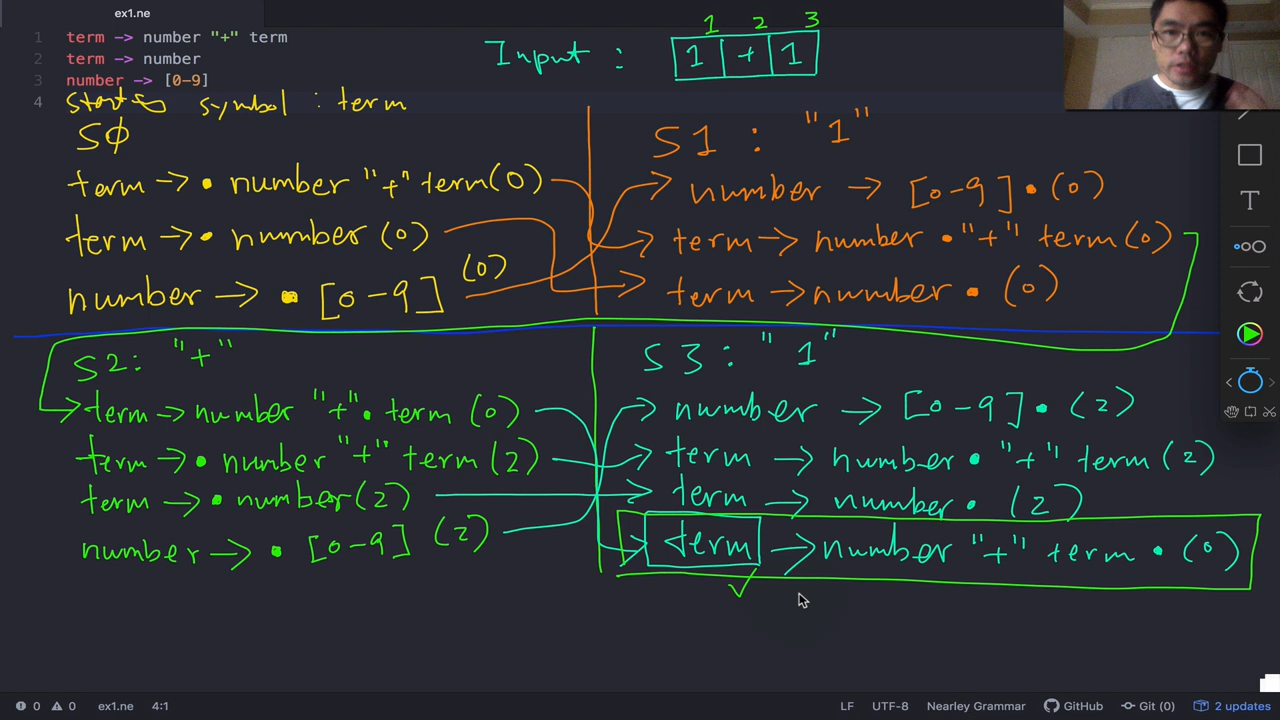 ex1.ne
1 term -> number "+" term
2 term -> number
3 number -> [0-9]
4
Input : 1 + 1
1 2 3
start symbol : term
S0
term -> • number "+" term (0)
term -> • number (0)
number -> • [0-9] (0)
S1 : "1"
number -> [0-9] • (0)
term -> number • "+" term (0)
term -> number • (0)
S2: "+"
term -> number "+" • term (0)
term -> • number "+" term (2)
term -> • number (2)
number -> • [0-9] (2)
S3: "1"
number -> [0-9] • (2)
term -> number • "+" term (2)
term -> number • (2)
term -> number "+" term • (0)
T
0 0 ex1.ne 4:1 LF UTF-8 Nearley Grammar GitHub Git (0) 2 updates